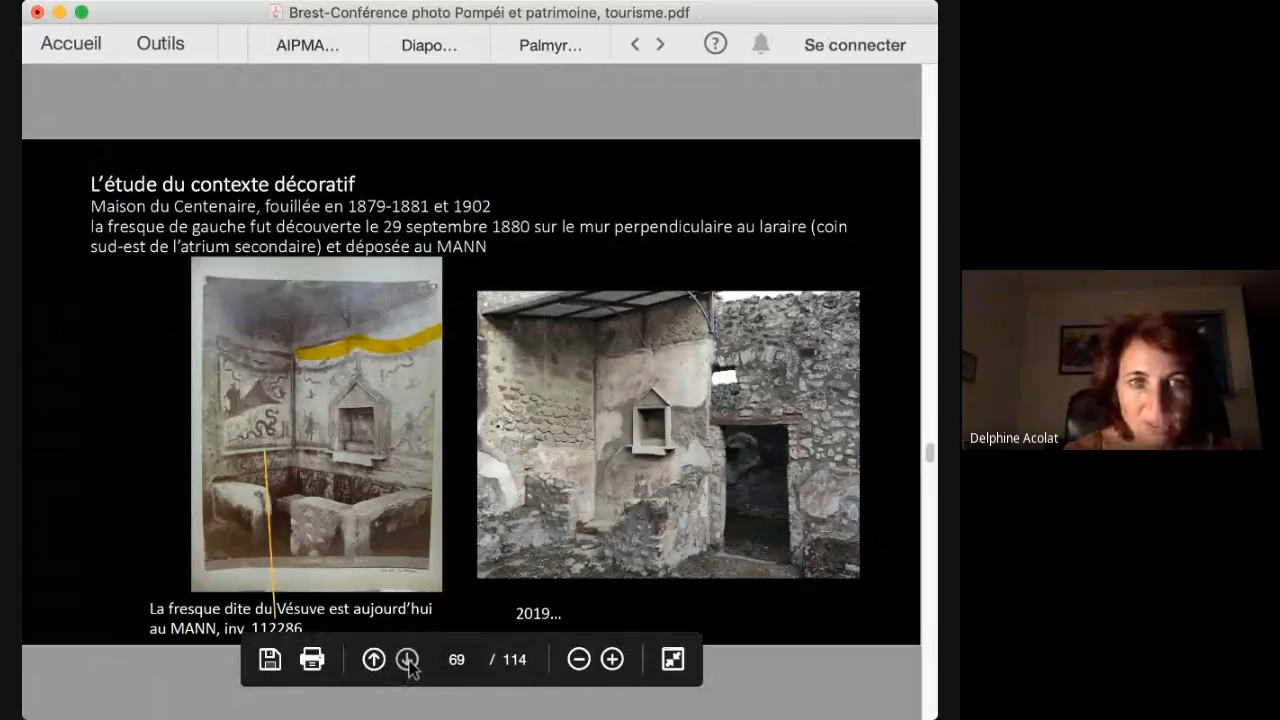 Brest-Conférence photo Pompéi et patrimoine, tourisme.pdf
Accueil Outils AIPMA... Diapo... Palmyr... ? Se connecter
L'étude du contexte décoratif
Maison du Centenaire, fouillée en 1879-1881 et 1902
la fresque de gauche fut découverte le 29 septembre 1880 sur le mur perpendiculaire au laraire (coin
sud-est de l'atrium secondaire) et déposée au MANN
Delphine Acolat
La fresque dite du Vésuve est aujourd'hui
au MANN, inv 112286
2019...
69 / 114